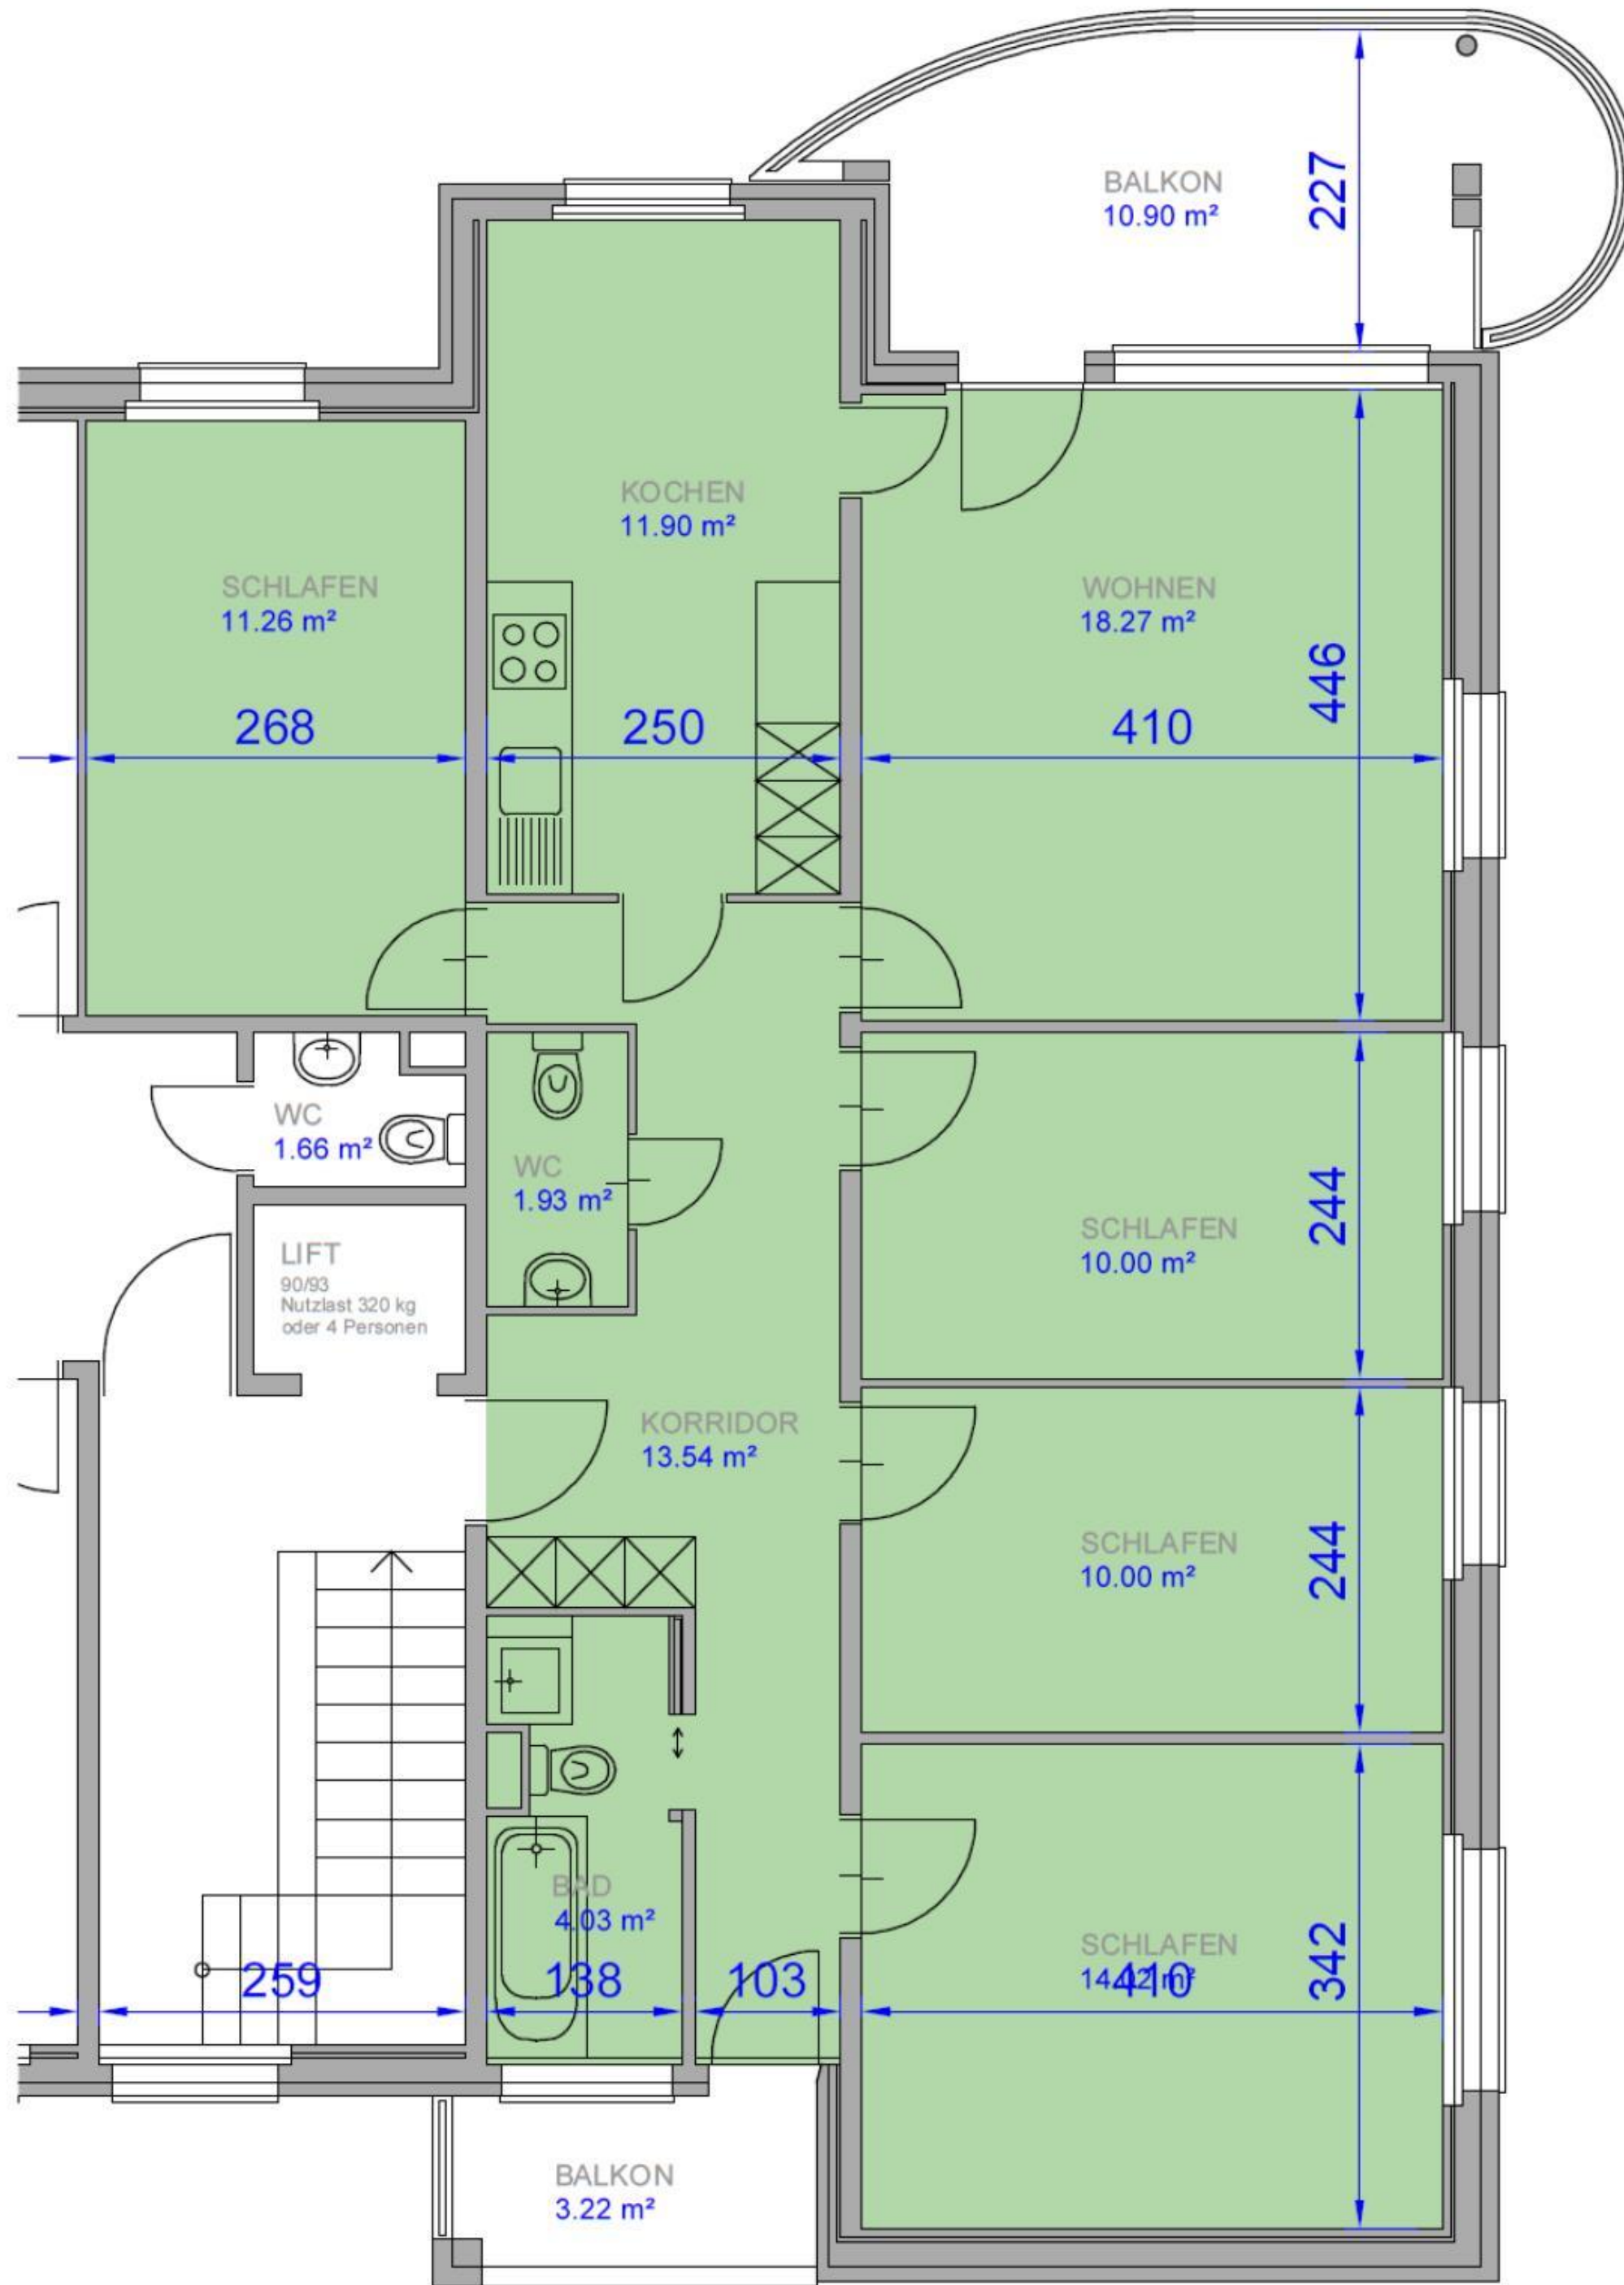 BALKON
10.90 m²
227
KOCHEN
11.90 m²
SCHLAFEN
11.26 m²
WOHNEN
18.27 m²
446
268
250
410
WC
1.66 m²
WC
1.93 m²
244
SCHLAFEN
10.00 m²
LIFT
90/93
Nutzlast 320 kg
oder 4 Personen
KORRIDOR
13.54 m²
SCHLAFEN
10.00 m²
244
BAD
4.03 m²
SCHLAFEN
342
259
138
103
410
BALKON
3.22 m²